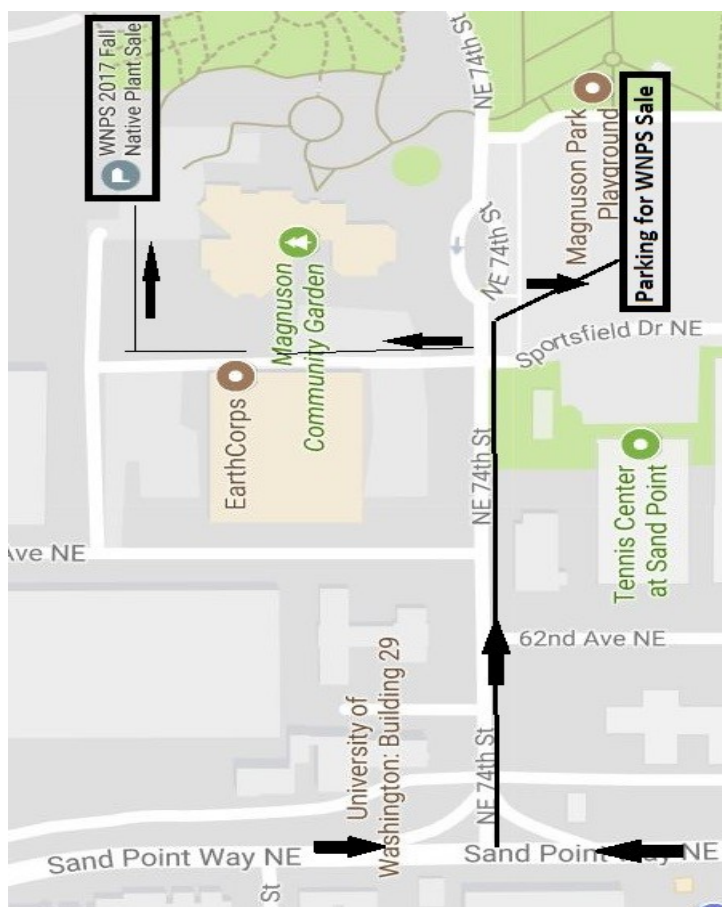 WNPS 2017 Fall
Native Plant Sale
NE 74th St
Magnuson Park
Playground
Parking for WNPS Sale
NE 74th St
Magnuson
Community Garden
Sportsfield Dr NE
EarthCorps
NE 74th St
Tennis Center
at Sand Point
Ave NE
62nd Ave NE
University of
Washington: Building 29
NE 74th St
Sand Point Way NE
Sand Point Way NE
St